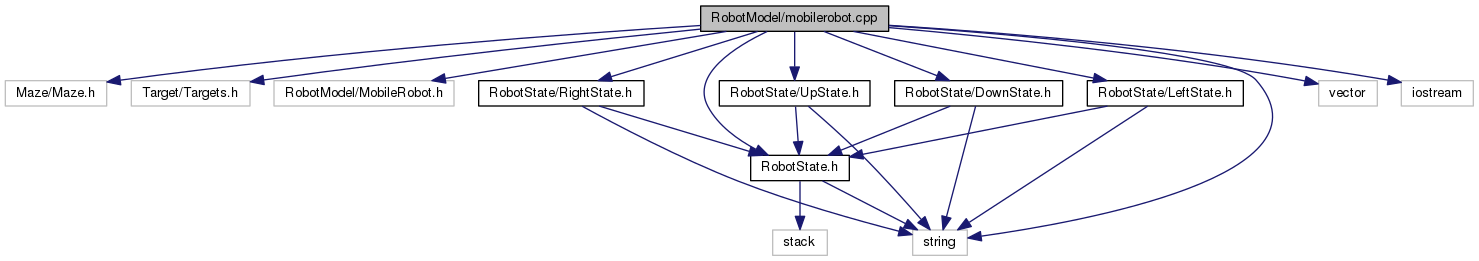 RobotModel/mobilerobot.cpp
Maze/Maze.h
Target/Targets.h
RobotModel/MobileRobot.h
RobotState/RightState.h
RobotState/UpState.h
RobotState/DownState.h
RobotState/LeftState.h
vector
iostream
RobotState.h
stack
string